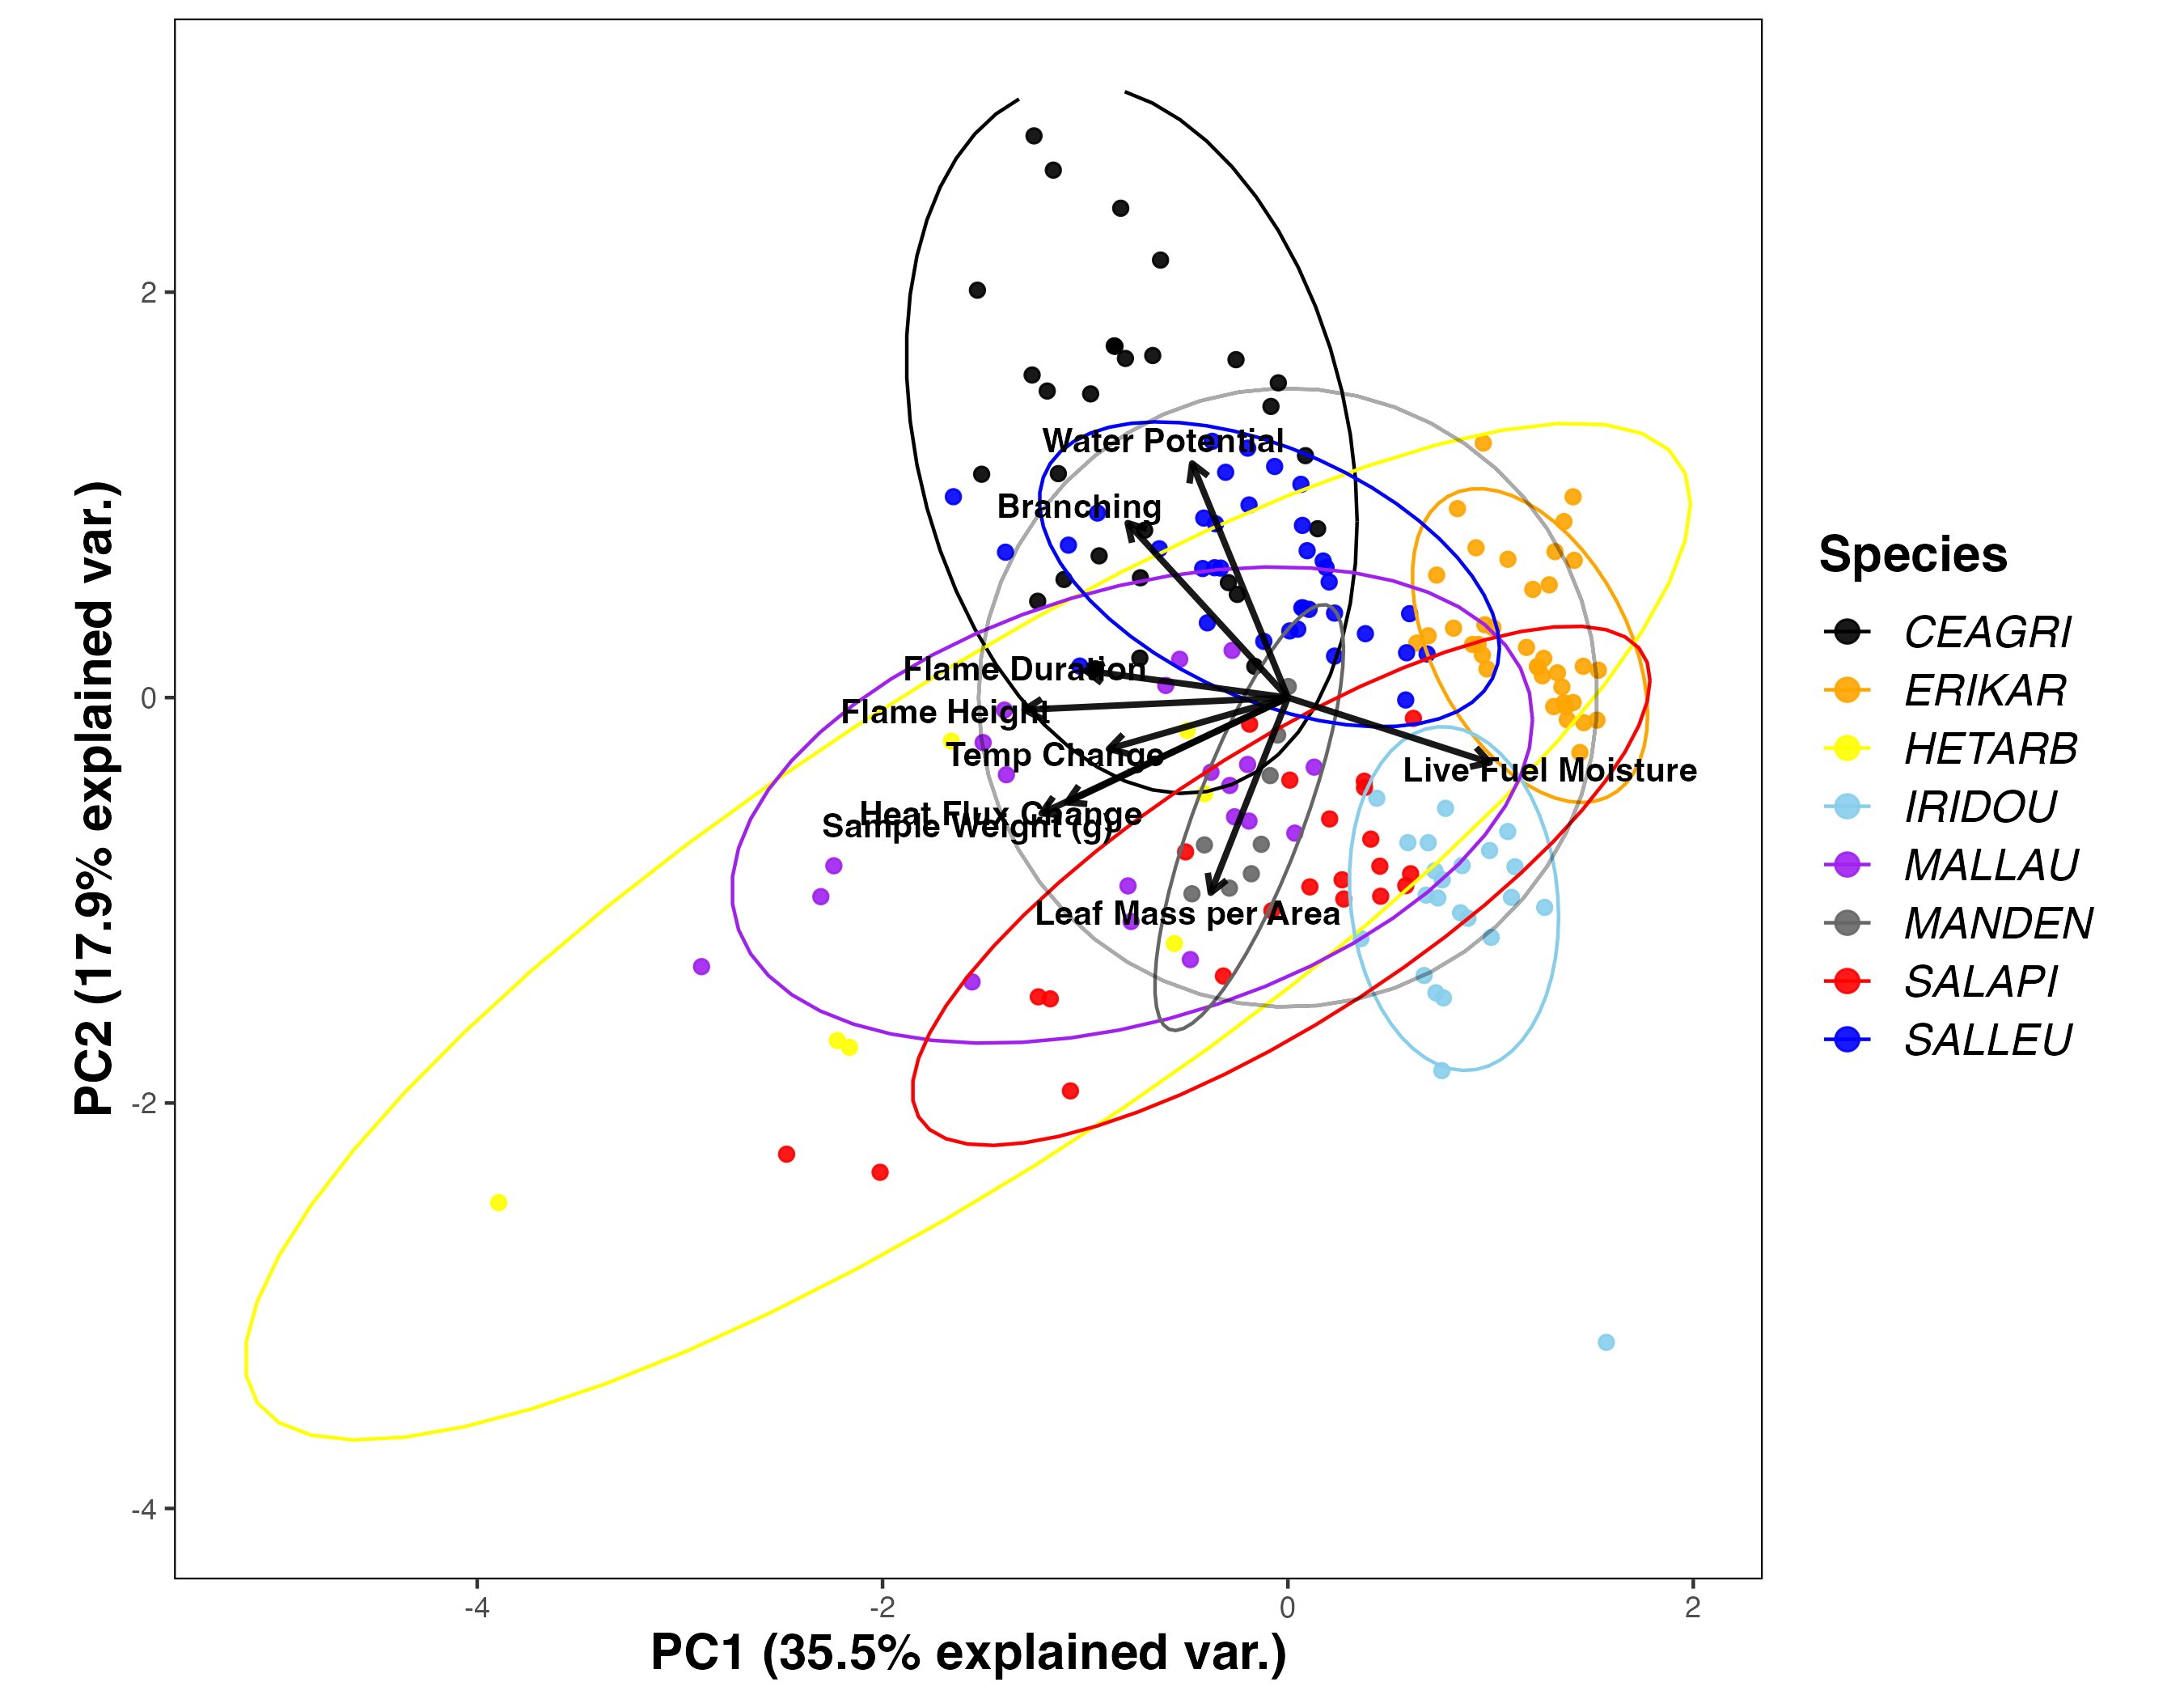 2
0
-2
-4
PC2 (17.9% explained var.)
Water Potential
Branching
Flame Duration
Flame Height
Temp Change
Live Fuel Moisture
Heat Flux Change
Sample Weight (g)
Leaf Mass per Area
-4
-2
0
2
PC1 (35.5% explained var.)
Species
CEAGRI
ERIKAR
HETARB
IRIDOU
MALLAU
MANDEN
SALAPI
SALLEU